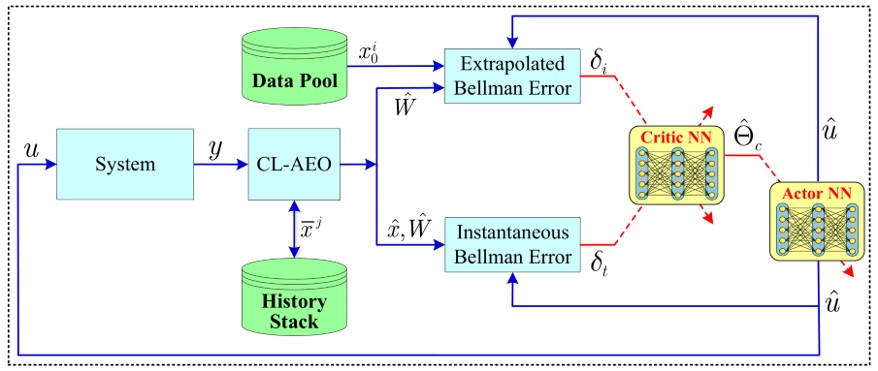 Data Pool
$x_0^i$
Extrapolated
Bellman Error
$\delta_i$
$\hat{W}$
Critic NN
$\hat{\Theta}_c$
$\hat{u}$
$u$
System
$y$
CL-AEO
Actor NN
$\overline{x}^j$
$\hat{x}, \hat{W}$
Instantaneous
Bellman Error
$\delta_t$
History
Stack
$\hat{u}$